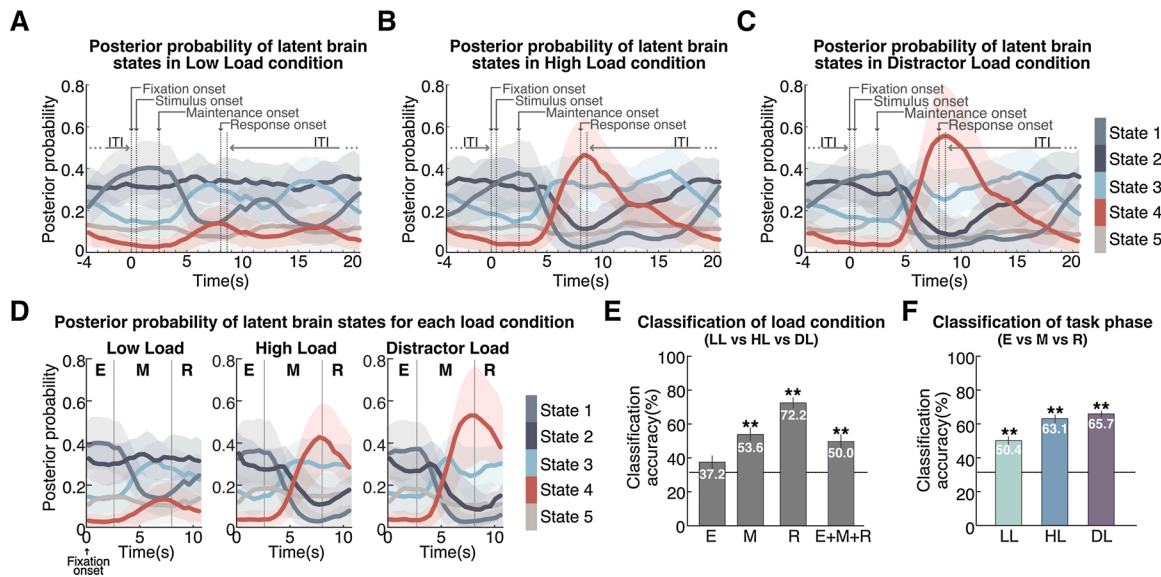 A
Posterior probability of latent brain
states in Low Load condition
Posterior probability
0.8
0.6
0.4
0.2
0
Fixation onset
Stimulus onset
Maintenance onset
Response onset
ITI
ITI
-4 0 5 10 15 20
Time(s)
B
Posterior probability of latent brain
states in High Load condition
Posterior probability
0.8
0.6
0.4
0.2
0
Fixation onset
Stimulus onset
Maintenance onset
Response onset
ITI
ITI
-4 0 5 10 15 20
Time(s)
C
Posterior probability of latent brain
states in Distractor Load condition
Posterior probability
0.8
0.6
0.4
0.2
0
Fixation onset
Stimulus onset
Maintenance onset
Response onset
ITI
ITI
-4 0 5 10 15 20
Time(s)
State 1
State 2
State 3
State 4
State 5
D
Posterior probability of latent brain states for each load condition
Low Load
High Load
Distractor Load
Posterior probability
0.8
0.6
0.4
0.2
0
E M R
E M R
E M R
0 5 10
0 5 10
0 5 10
Time(s)
Time(s)
Time(s)
Fixation
onset
State 1
State 2
State 3
State 4
State 5
E
Classification of load condition
(LL vs HL vs DL)
Classification
accuracy(%)
100
80
60
40
20
0
37.2
**
53.6
**
72.2
**
50.0
E M R E+M+R
F
Classification of task phase
(E vs M vs R)
Classification
accuracy(%)
100
80
60
40
20
0
**
50.4
**
63.1
**
65.7
LL HL DL